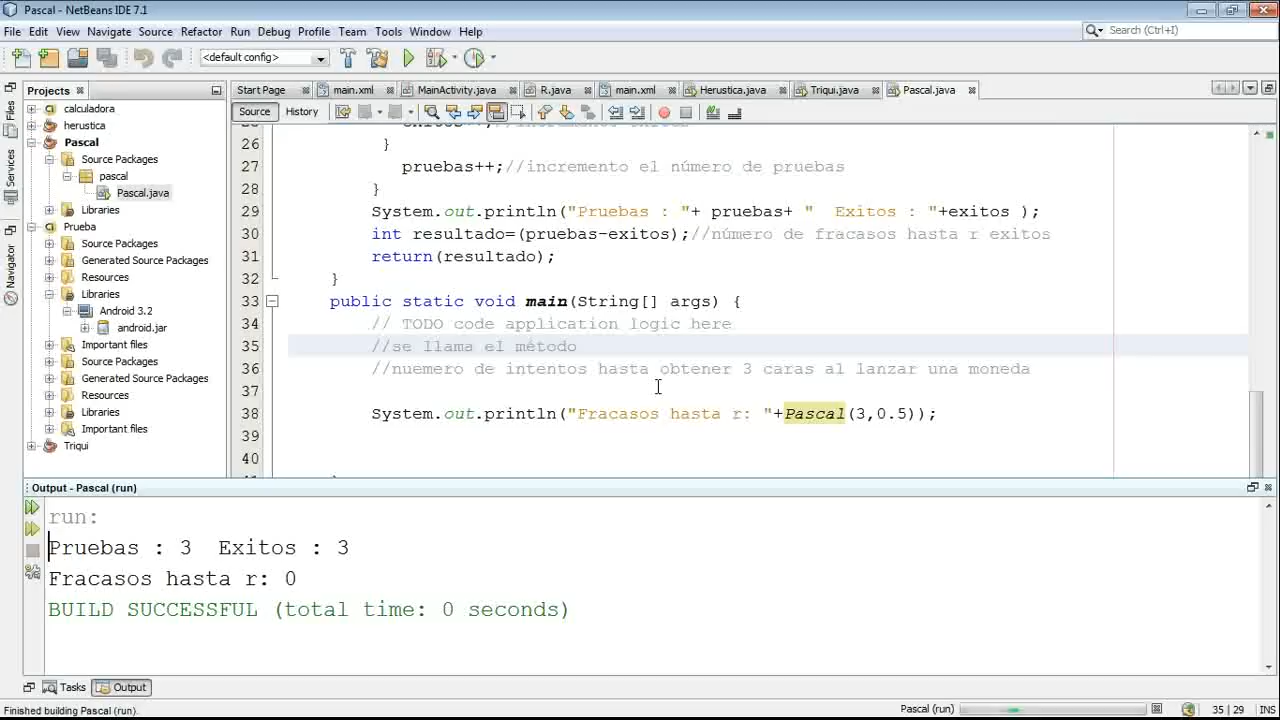 Pascal - NetBeans IDE 7.1
File Edit View Navigate Source Refactor Run Debug Profile Team Tools Window Help
Search (Ctrl+I)
<default config>
Projects
Files
Services
Navigator
calculadora
herustica
Pascal
Source Packages
pascal
Pascal.java
Libraries
Prueba
Source Packages
Generated Source Packages
Resources
Libraries
Android 3.2
android.jar
Important files
Source Packages
Generated Source Packages
Resources
Libraries
Important files
Triqui
Start Page main.xml MainActivity.java R.java main.xml Herustica.java Triqui.java Pascal.java
Source History
26 }
27 pruebas++;//incremento el número de pruebas
28 }
29 System.out.println("Pruebas : "+ pruebas+ "  Exitos : "+exitos );
30 int resultado=(pruebas-exitos);//número de fracasos hasta r exitos
31 return(resultado);
32 }
33 public static void main(String[] args) {
34 // TODO code application logic here
35 //se llama el método
36 //nuemero de intentos hasta obtener 3 caras al lanzar una moneda
37
38 System.out.println("Fracasos hasta r: "+Pascal(3,0.5));
39
40
Output - Pascal (run)
run:
Pruebas : 3  Exitos : 3
Fracasos hasta r: 0
BUILD SUCCESSFUL (total time: 0 seconds)
Tasks Output
Finished building Pascal (run).
Pascal (run)
35 | 29 INS